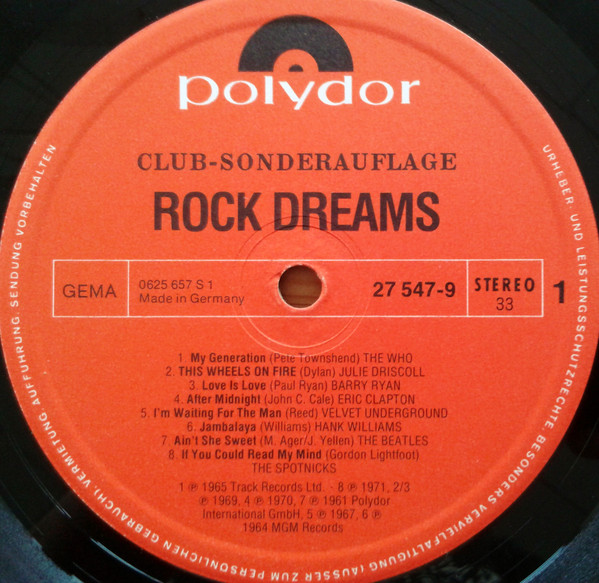 polydor
CLUB-SONDERAUFLAGE
ROCK DREAMS
GEMA
0625 657 S 1
Made in Germany
27 547-9
STEREO
33
1
1 My Generation (Pete Townshend) THE WHO
2. THIS WHEELS ON FIRE (Dylan) JULIE DRISCOLL
3 Love Is Love (Paul Ryan) BARRY RYAN
4. After Midnight (John C. Cale) ERIC CLAPTON
5. I'm Waiting For The Man (Reed) VELVET UNDERGROUND
6. Jambalaya (Williams) HANK WILLIAMS
7 Ain't She Sweet (M. Ager/J. Yellen) THE BEATLES
8. If You Could Read My Mind (Gordon Lightfoot)
THE SPOTNICKS
1 ℗ 1965 Track Records Ltd. - 8 ℗ 1971, 2/3
℗ 1969, 4 ℗ 1970, 7 ℗ 1961 Polydor
International GmbH, 5 ℗ 1967, 6 ℗
1964 MGM Records
URHEBER- UND LEISTUNGSSCHUTZRECHTE, BESONDERS VERVIELFÄLTIGUNG (AUSSER ZUM PERSÖNLICHEN GEBRAUCH), VERMIETUNG, AUFFÜHRUNG, SENDUNG VORBEHALTEN